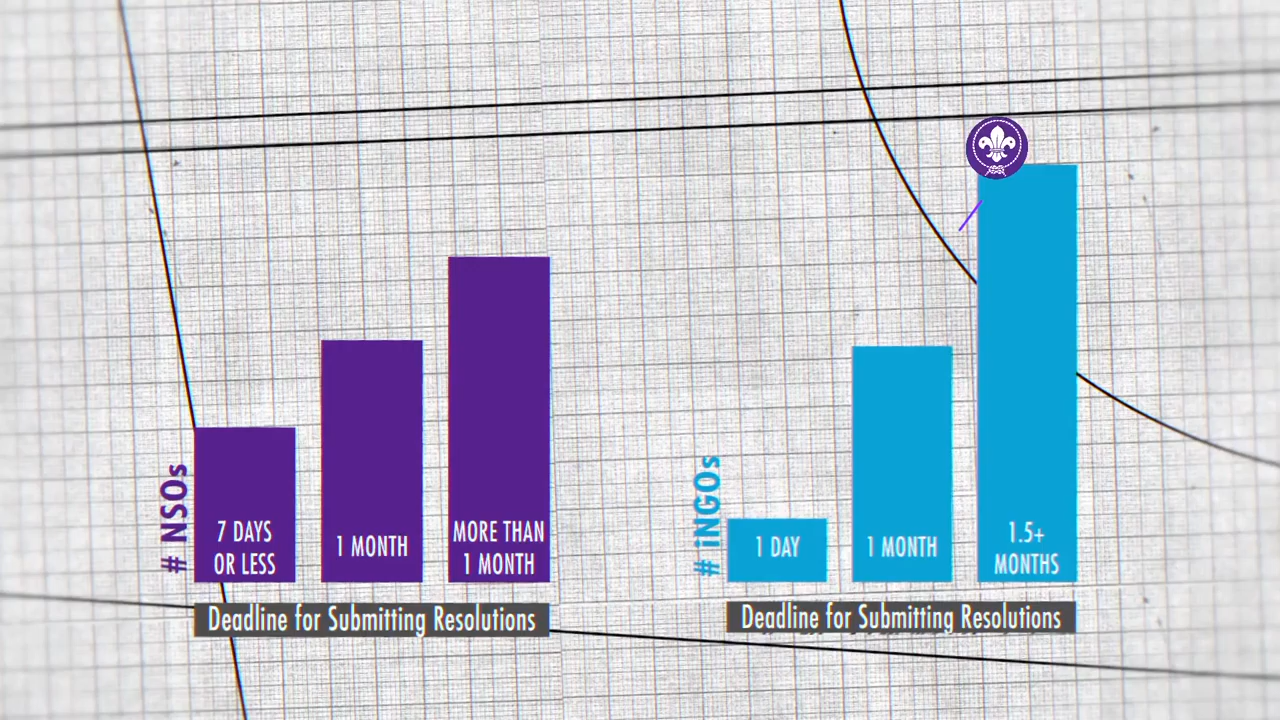 # NSOs
7 DAYS
OR LESS
1 MONTH
MORE THAN
1 MONTH
Deadline for Submitting Resolutions
# iNGOs
1 DAY
1 MONTH
1.5+
MONTHS
Deadline for Submitting Resolutions